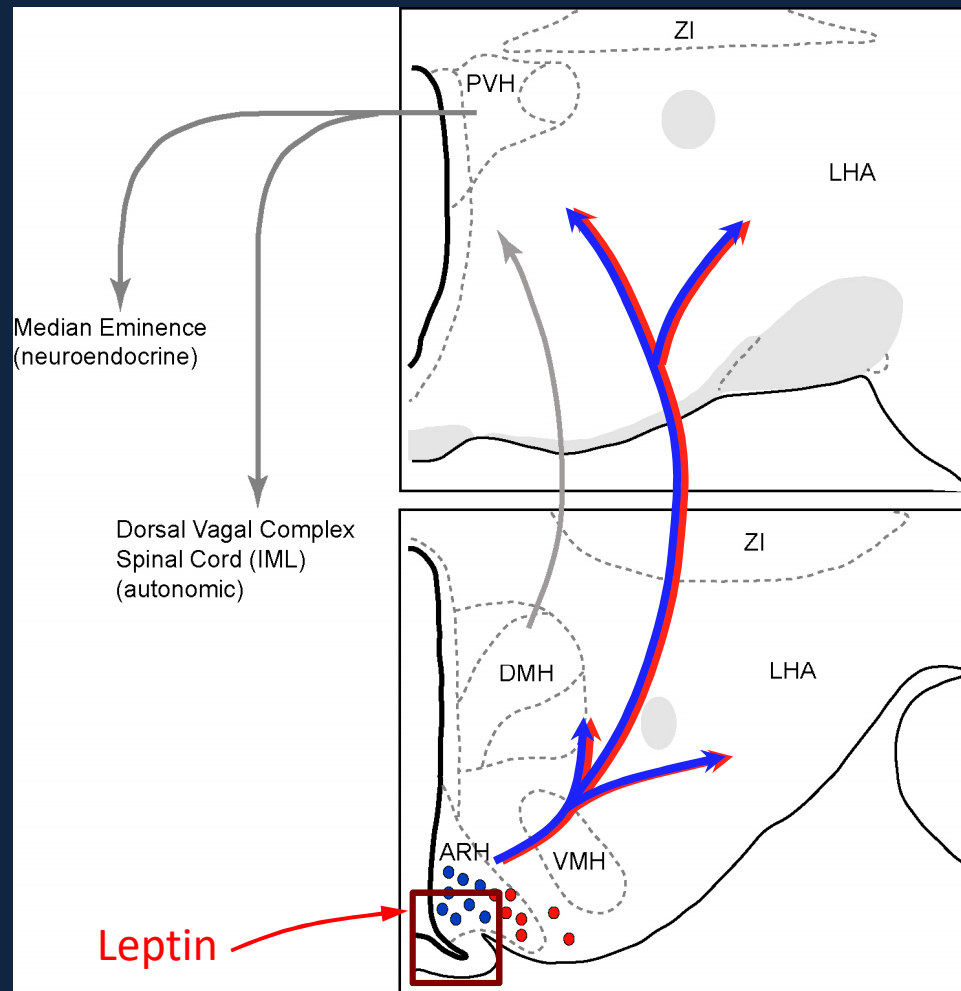 ZI
PVH
LHA
Median Eminence
(neuroendocrine)
Dorsal Vagal Complex
Spinal Cord (IML)
(autonomic)
ZI
DMH
LHA
ARH
VMH
Leptin